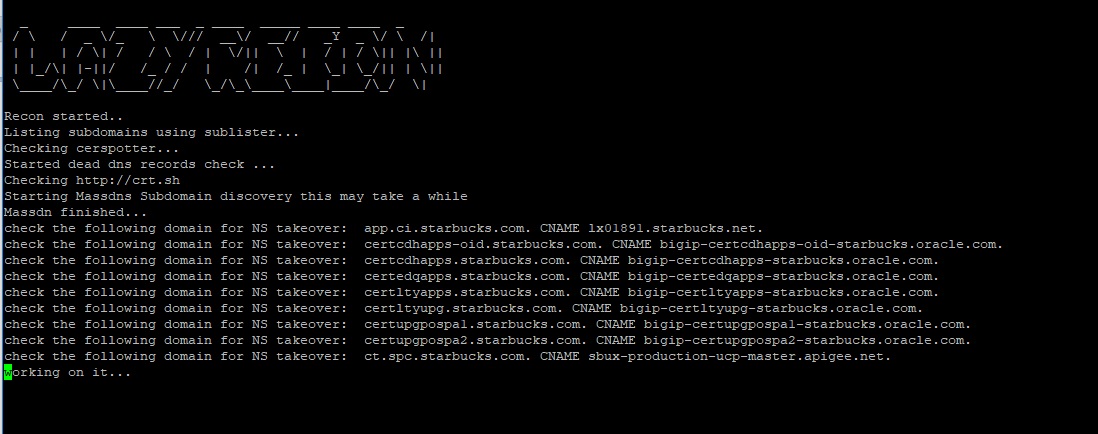 LAZYRECON
Recon started..
Listing subdomains using sublister...
Checking cerspotter...
Started dead dns records check ...
Checking http://crt.sh
Starting Massdns Subdomain discovery this may take a while
Massdn finished...
check the following domain for NS takeover:  app.ci.starbucks.com. CNAME lx01891.starbucks.net.
check the following domain for NS takeover:  certcdhapps-oid.starbucks.com. CNAME bigip-certcdhapps-oid-starbucks.oracle.com.
check the following domain for NS takeover:  certcdhapps.starbucks.com. CNAME bigip-certcdhapps-starbucks.oracle.com.
check the following domain for NS takeover:  certedqapps.starbucks.com. CNAME bigip-certedqapps-starbucks.oracle.com.
check the following domain for NS takeover:  certltyapps.starbucks.com. CNAME bigip-certltyapps-starbucks.oracle.com.
check the following domain for NS takeover:  certltyupg.starbucks.com. CNAME bigip-certltyupg-starbucks.oracle.com.
check the following domain for NS takeover:  certupgpospa1.starbucks.com. CNAME bigip-certupgpospa1-starbucks.oracle.com.
check the following domain for NS takeover:  certupgpospa2.starbucks.com. CNAME bigip-certupgpospa2-starbucks.oracle.com.
check the following domain for NS takeover:  ct.spc.starbucks.com. CNAME sbux-production-ucp-master.apigee.net.
working on it...